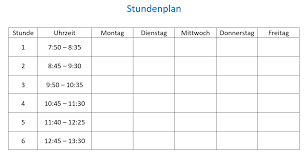 Stundenplan
Stunde Uhrzeit Montag Dienstag Mittwoch Donnerstag Freitag
1 7:50 – 8:35
2 8:45 – 9:30
3 9:50 – 10:35
4 10:45 – 11:30
5 11:40 – 12:25
6 12:45 – 13:30